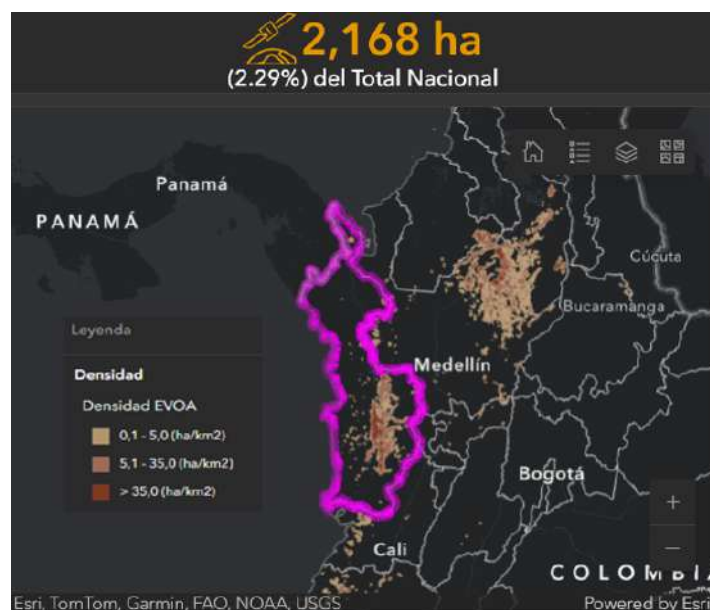 2,168 ha
(2.29%) del Total Nacional
Panamá
PANAMÁ
Cúcuta
Bucaramanga
Leyenda
Medellín
Densidad
Densidad EVOA
0,1 - 5,0 (ha/km2)
5,1 - 35,0 (ha/km2)
> 35,0 (ha/km2)
Bogotá
+
−
Cali
COLOMBIA
Esri, TomTom, Garmin, FAO, NOAA, USGS
Powered by Esri